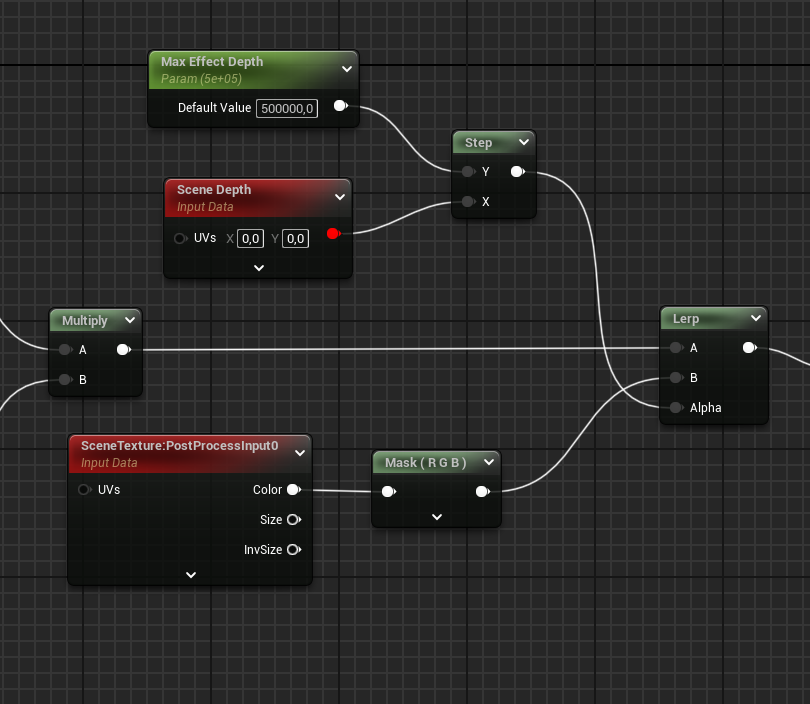 Max Effect Depth
Param (5e+05)
Default Value 500000,0
Step
Y
X
Scene Depth
Input Data
UVs X 0,0 Y 0,0
Multiply
A
B
Lerp
A
B
Alpha
SceneTexture:PostProcessInput0
Input Data
UVs Color
Size
InvSize
Mask ( R G B )